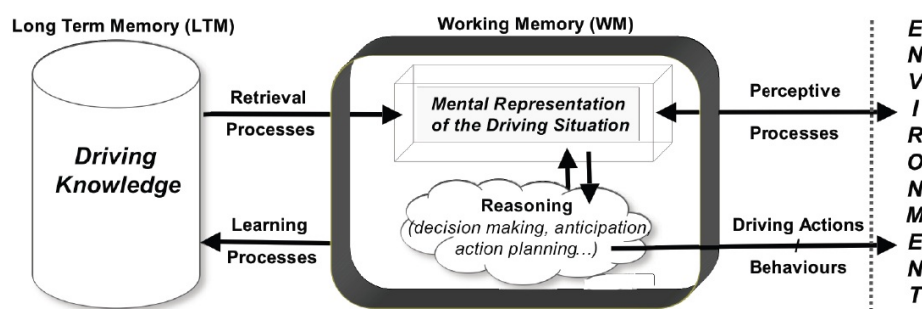 Long Term Memory (LTM)
Working Memory (WM)
Driving
Knowledge
Retrieval
Processes
Learning
Processes
Mental Representation
of the Driving Situation
Reasoning
(decision making, anticipation
action planning...)
Perceptive
Processes
Driving Actions
/
Behaviours
ENVIRONMENT